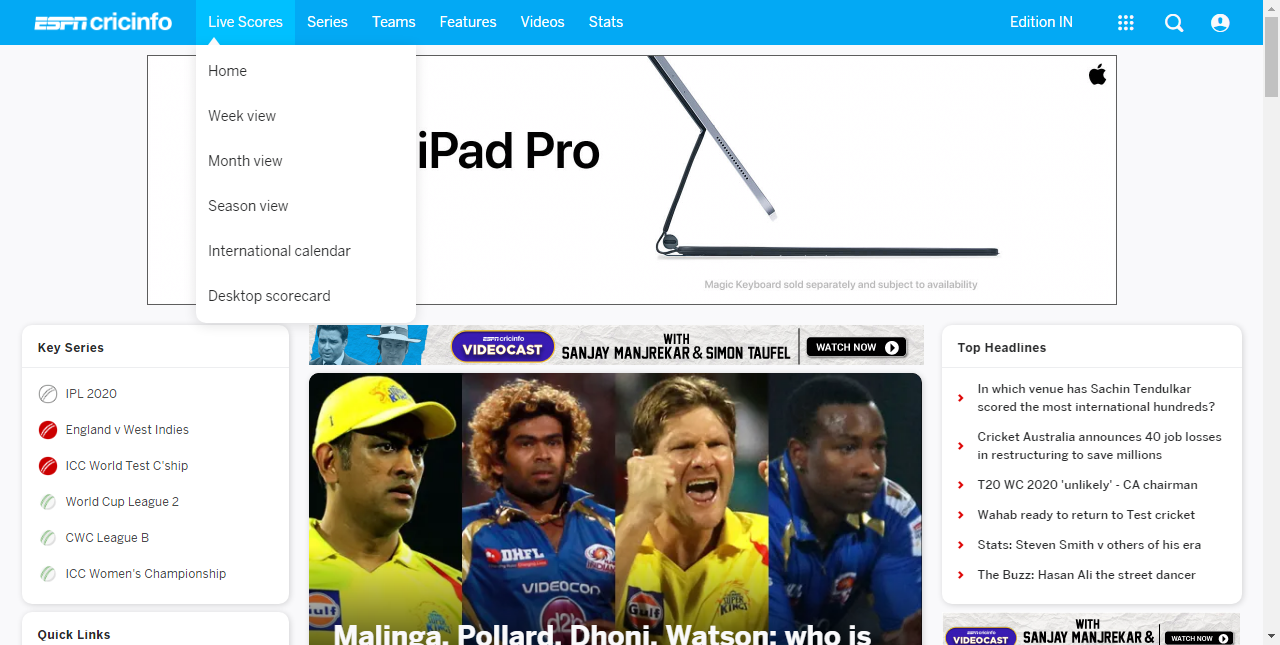 ESPN cricinfo
Live Scores
Series
Teams
Features
Videos
Stats
Edition IN
Home
Week view
Month view
Season view
International calendar
Desktop scorecard
iPad Pro
Magic Keyboard sold separately and subject to availability
Key Series
IPL 2020
England v West Indies
ICC World Test C'ship
World Cup League 2
CWC League B
ICC Women's Championship
Quick Links
ESPN cricinfo
VIDEOCAST
WITH
SANJAY MANJREKAR & SIMON TAUFEL
WATCH NOW
DHFL
VIDEOCON
d2h
Gulf
Gulf
SUPER
KINGS
Malinga, Pollard, Dhoni, Watson: who is
Top Headlines
In which venue has Sachin Tendulkar
scored the most international hundreds?
Cricket Australia announces 40 job losses
in restructuring to save millions
T20 WC 2020 'unlikely' - CA chairman
Wahab ready to return to Test cricket
Stats: Steven Smith v others of his era
The Buzz: Hasan Ali the street dancer
ESPN cricinfo
VIDEOCAST
WITH
SANJAY MANJREKAR &
WATCH NOW